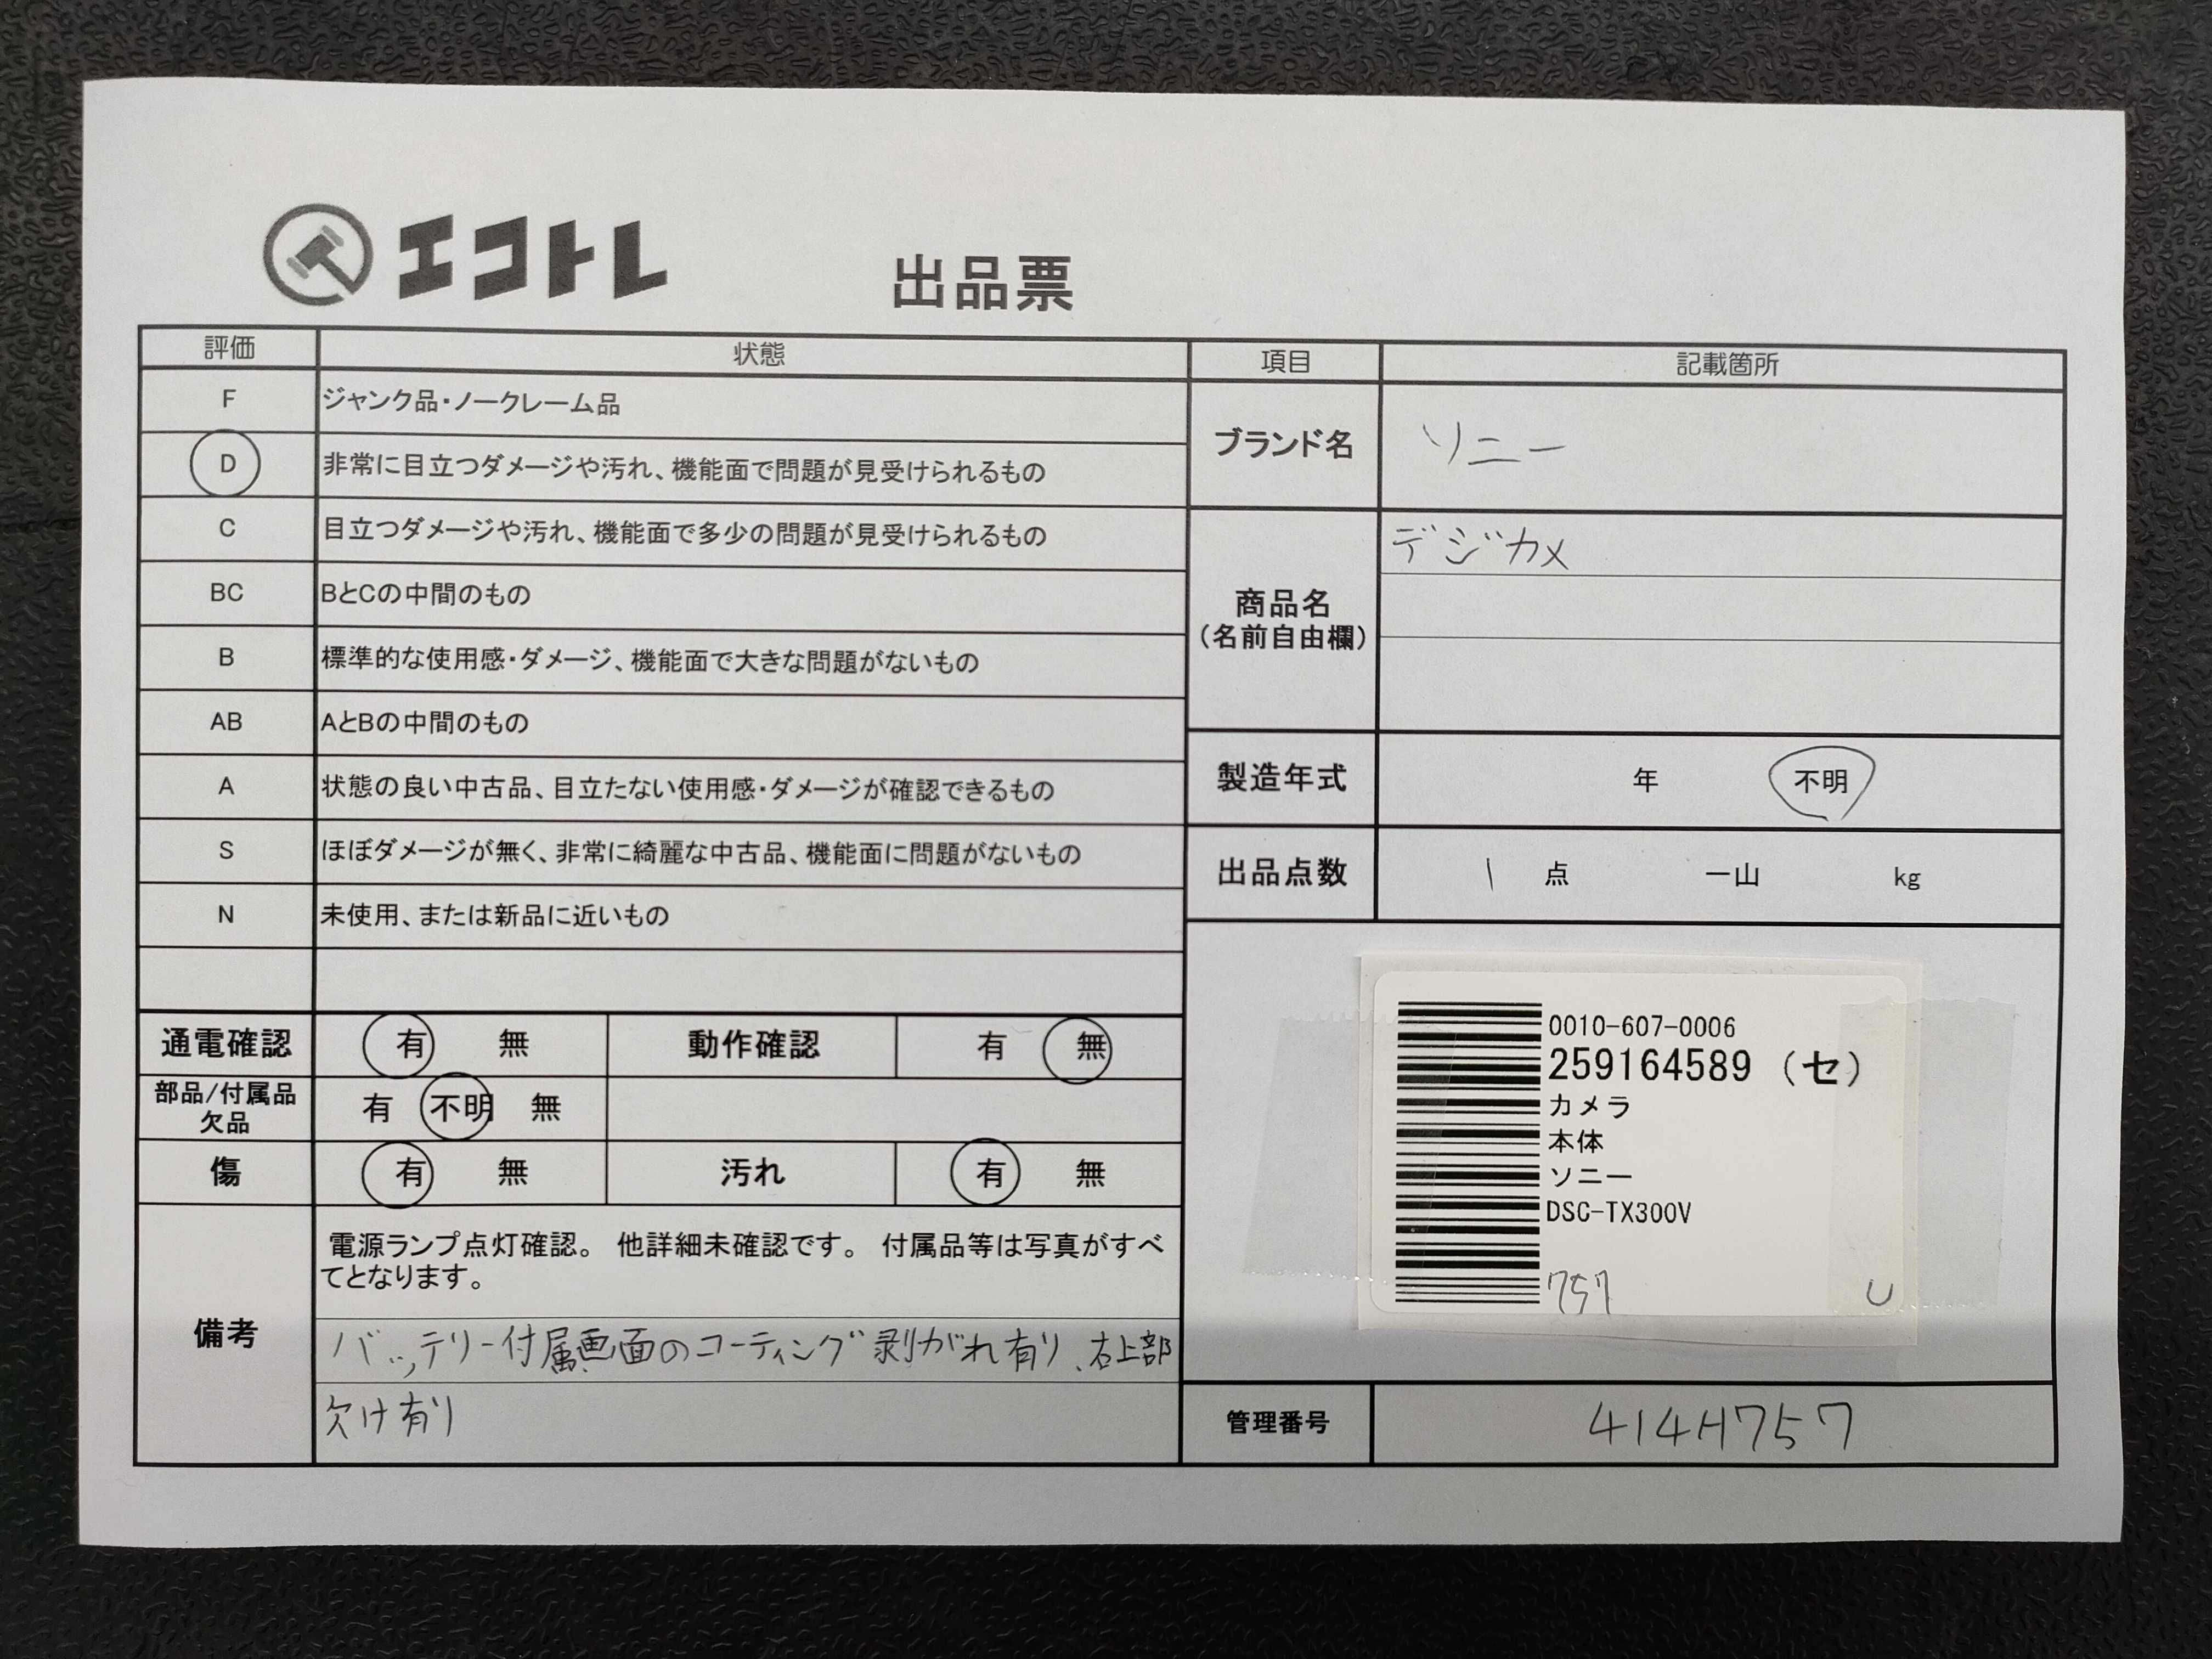 エコトレ
出品票
評価 状態
F ジャンク品・ノークレーム品
D 非常に目立つダメージや汚れ、機能面で問題が見受けられるもの
C 目立つダメージや汚れ、機能面で多少の問題が見受けられるもの
BC BとCの中間のもの
B 標準的な使用感・ダメージ、機能面で大きな問題がないもの
AB AとBの中間のもの
A 状態の良い中古品、目立たない使用感・ダメージが確認できるもの
S ほぼダメージが無く、非常に綺麗な中古品、機能面に問題がないもの
N 未使用、または新品に近いもの
通電確認 有 無 動作確認 有 無
部品/付属品
欠品
有 不明 無
傷 有 無 汚れ 有 無
備考
電源ランプ点灯確認。 他詳細未確認です。 付属品等は写真がすべ
てとなります。
バッテリー付属画面のコーティング剥がれ有り、右上部
欠け有り
項目 記載箇所
ブランド名 ソニー
商品名
(名前自由欄)
デジカメ
製造年式 年 不明
出品点数 1 点 一山 kg
0010-607-0006
259164589 (セ)
カメラ
本体
ソニー
DSC-TX300V
757 U
管理番号 414H757